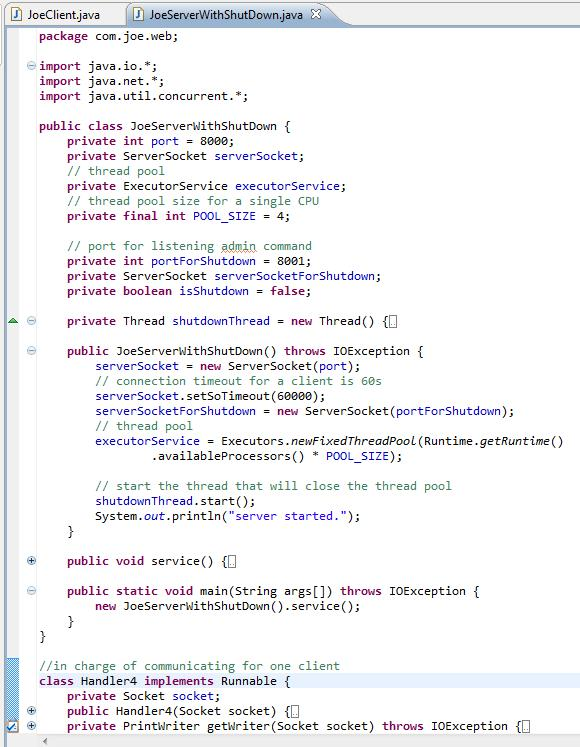 JoeClient.java JoeServerWithShutDown.java
package com.joe.web;
import java.io.*;
import java.net.*;
import java.util.concurrent.*;
public class JoeServerWithShutDown {
private int port = 8000;
private ServerSocket serverSocket;
// thread pool
private ExecutorService executorService;
// thread pool size for a single CPU
private final int POOL_SIZE = 4;
// port for listening admin command
private int portForShutdown = 8001;
private ServerSocket serverSocketForShutdown;
private boolean isShutdown = false;
private Thread shutdownThread = new Thread() {
public JoeServerWithShutDown() throws IOException {
serverSocket = new ServerSocket(port);
// connection timeout for a client is 60s
serverSocket.setSoTimeout(60000);
serverSocketForShutdown = new ServerSocket(portForShutdown);
// thread pool
executorService = Executors.newFixedThreadPool(Runtime.getRuntime()
.availableProcessors() * POOL_SIZE);
// start the thread that will close the thread pool
shutdownThread.start();
System.out.println("server started.");
}
public void service() {
public static void main(String args[]) throws IOException {
new JoeServerWithShutDown().service();
}
}
//in charge of communicating for one client
class Handler4 implements Runnable {
private Socket socket;
public Handler4(Socket socket) {
private PrintWriter getWriter(Socket socket) throws IOException {